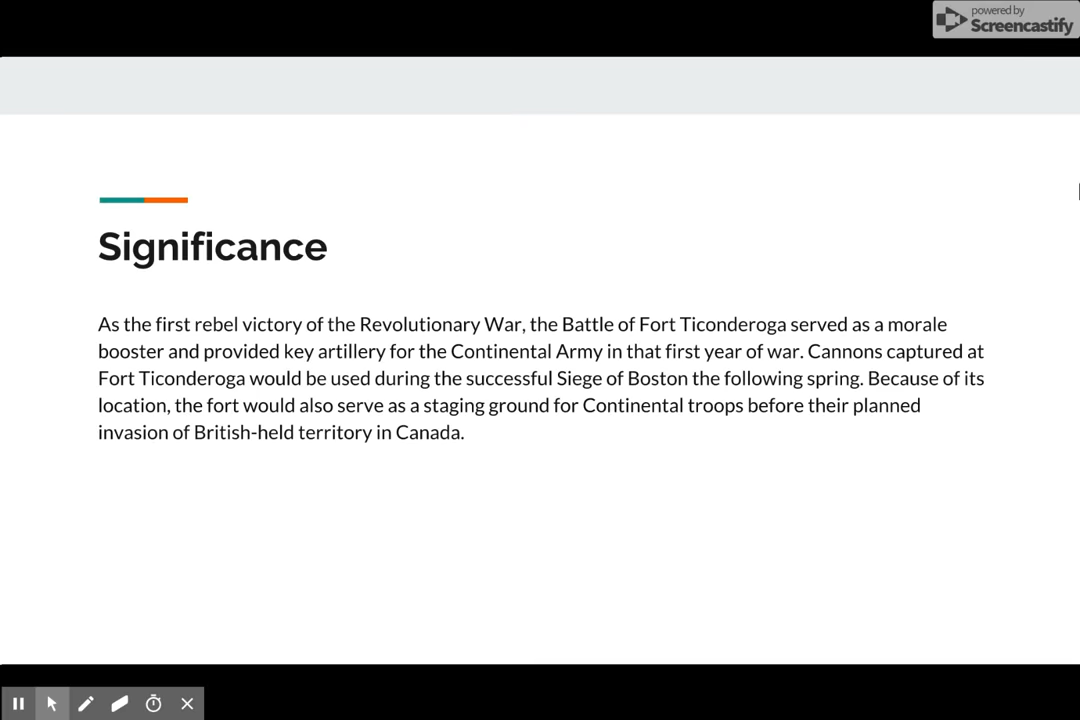 powered by
Screencastify
Significance
As the first rebel victory of the Revolutionary War, the Battle of Fort Ticonderoga served as a morale
booster and provided key artillery for the Continental Army in that first year of war. Cannons captured at
Fort Ticonderoga would be used during the successful Siege of Boston the following spring. Because of its
location, the fort would also serve as a staging ground for Continental troops before their planned
invasion of British-held territory in Canada.